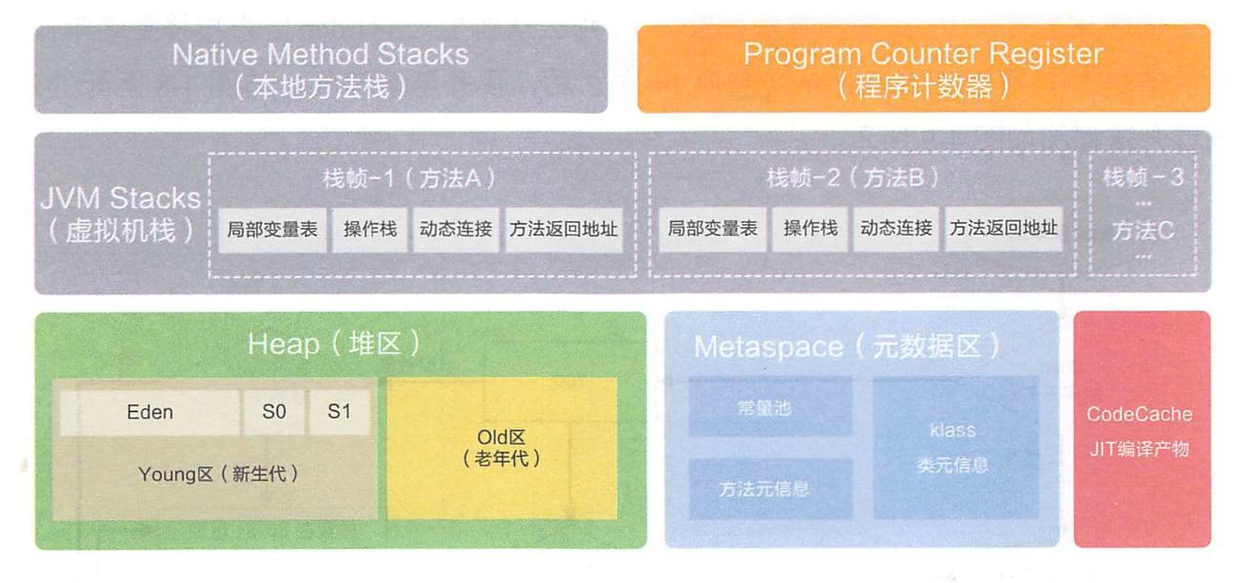 Native Method Stacks
（本地方法栈）
Program Counter Register
（程序计数器）
JVM Stacks
（虚拟机栈）
栈帧-1（方法A）
局部变量表
操作栈
动态连接
方法返回地址
栈帧-2（方法B）
局部变量表
操作栈
动态连接
方法返回地址
栈帧-3
...
方法C
...
Heap（堆区）
Eden
S0
S1
Young区（新生代）
Old区
（老年代）
Metaspace（元数据区）
常量池
方法元信息
klass
类元信息
CodeCache
JIT编译产物